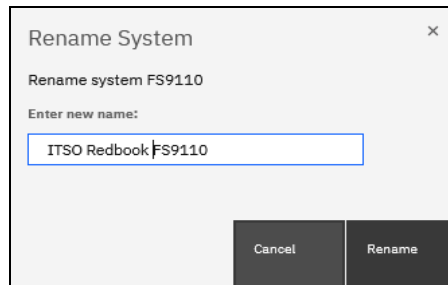 Rename System
Rename system FS9110
Enter new name:
ITSO Redbook FS9110
Cancel
Rename